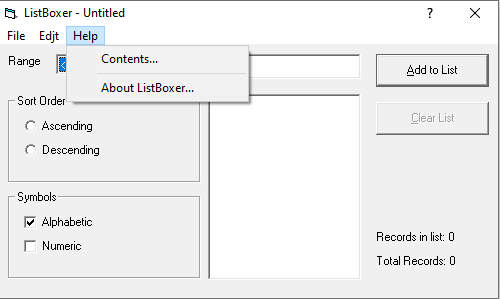 ListBoxer - Untitled
?
File Edjt Help
Range
Contents...
About ListBoxer...
Add to List
Clear List
Sort Order
Ascending
Descending
Symbols
Alphabetic
Numeric
Records in list: 0
Total Records: 0